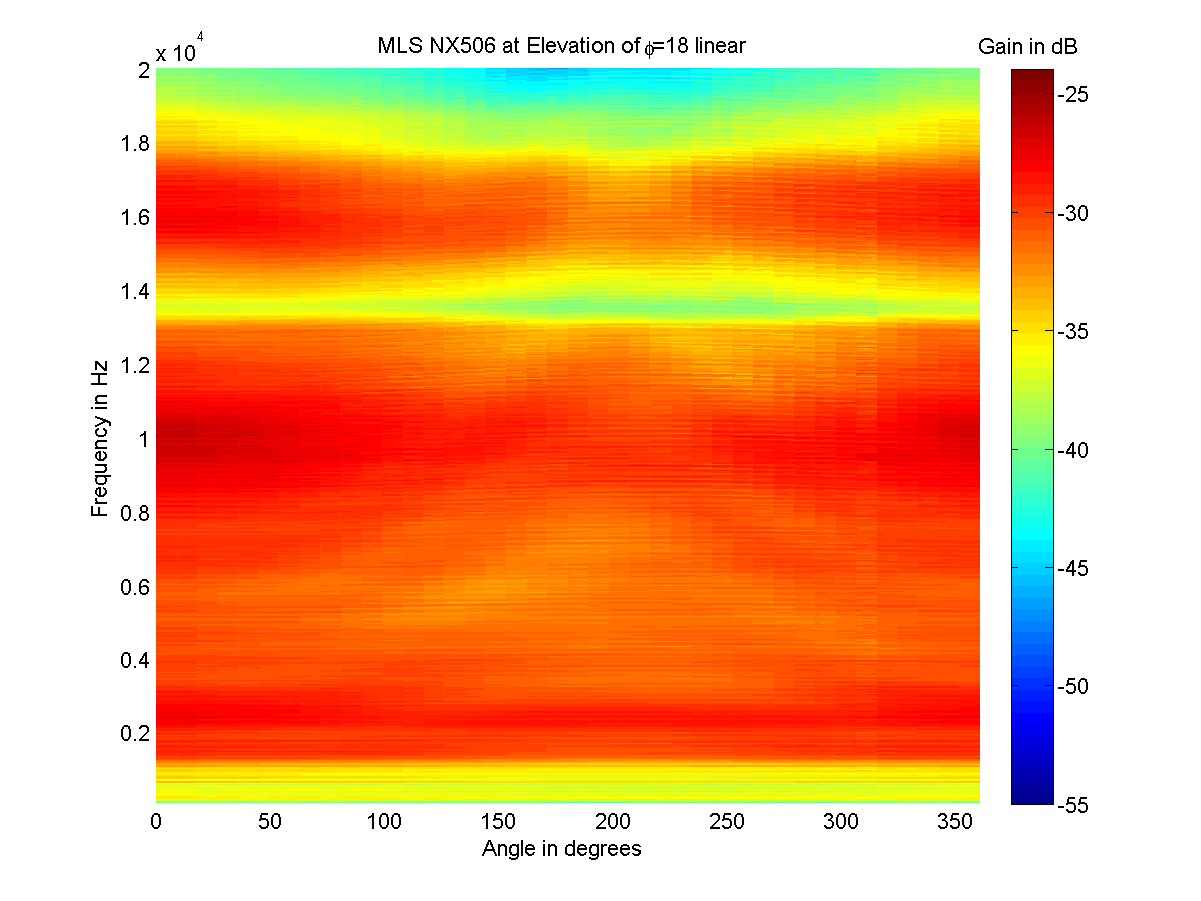 x 10^4
MLS NX506 at Elevation of ϕ=18 linear
Gain in dB
2
1.8
1.6
1.4
1.2
1
0.8
0.6
0.4
0.2
Frequency in Hz
0 50 100 150 200 250 300 350
Angle in degrees
-25
-30
-35
-40
-45
-50
-55